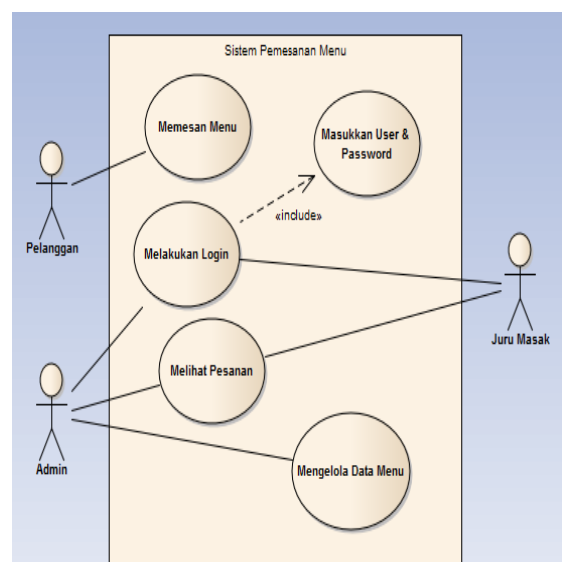 Sistem Pemesanan Menu
Memesan Menu
Masukkan User &
Password
«include»
Pelanggan
Melakukan Login
Juru Masak
Melihat Pesanan
Admin
Mengelola Data Menu